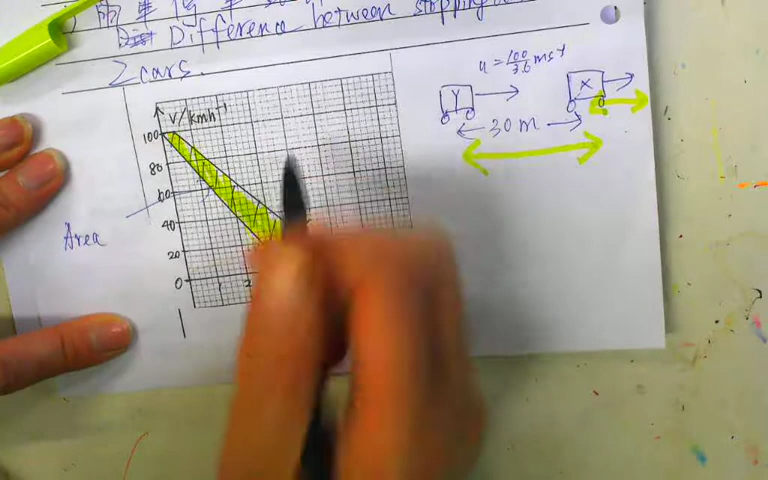 Difference between stopping
2 cars.
u = 100/3.6 ms⁻¹
V/kmh⁻¹
Y
X
100
30 m
80
60
40
Area
20
0
1
2